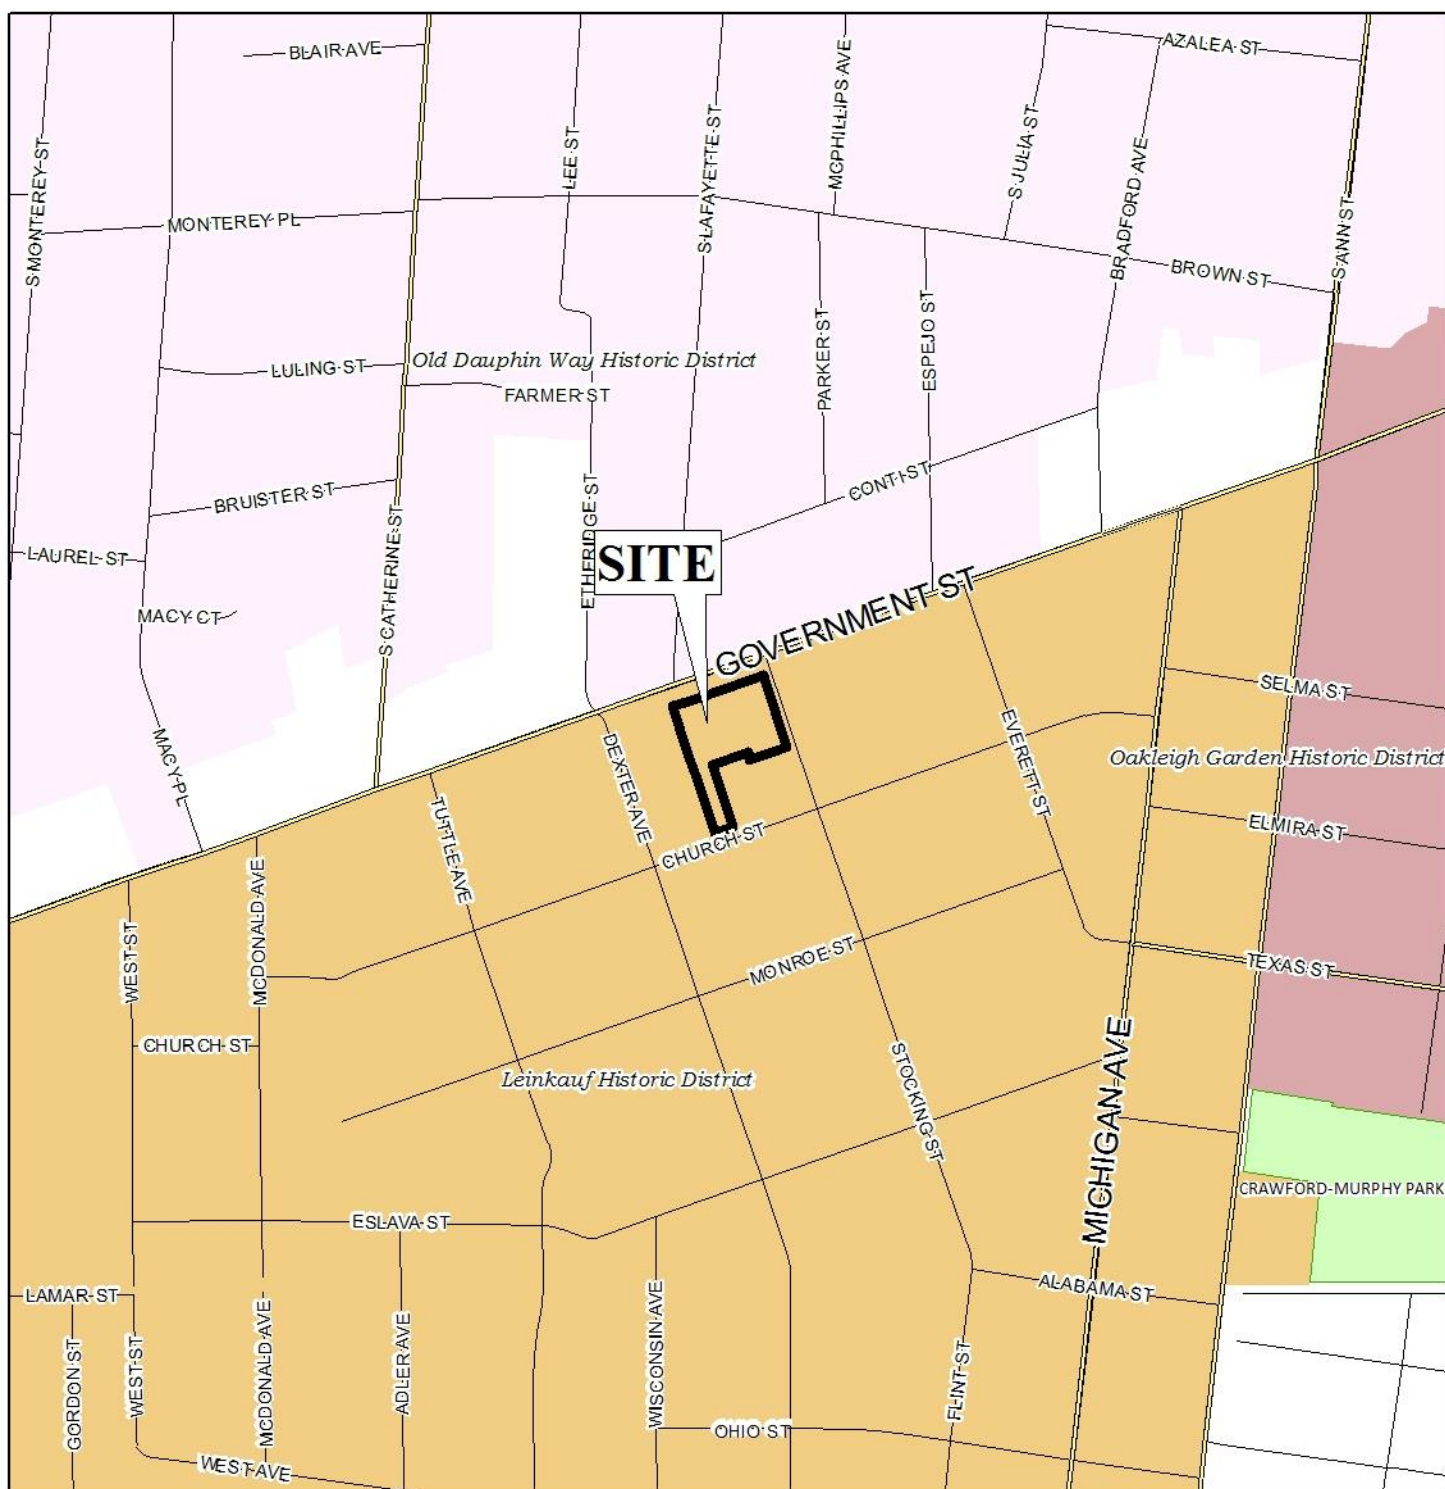 BLAIR AVE
AZALEA ST
MCPHILLIPS AVE
LEE ST
S LAFAYETTE ST
S JULIA ST
BRADFORD AVE
S MONTEREY ST
MONTEREY PL
S ANN ST
BROWN ST
PARKER ST
ESPEJO ST
LULING ST
Old Dauphin Way Historic District
FARMER ST
BRUISTER ST
CONTI ST
ETHERIDGE ST
S CATHERINE ST
LAUREL ST
SITE
MACY CT
GOVERNMENT ST
SELMA ST
MACY PL
DEXTER AVE
EVERETT ST
Oakleigh Garden Historic District
TUTTLE AVE
CHURCH ST
ELMIRA ST
WEST ST
MCDONALD AVE
MONROE ST
TEXAS ST
CHURCH ST
Leinkauf Historic District
STOCKING ST
MICHIGAN AVE
CRAWFORD-MURPHY PARK
ESLAVA ST
LAMAR ST
ALABAMA ST
GORDON ST
WEST ST
MCDONALD AVE
ADLER AVE
WISCONSIN AVE
FLINT ST
OHIO ST
WEST AVE